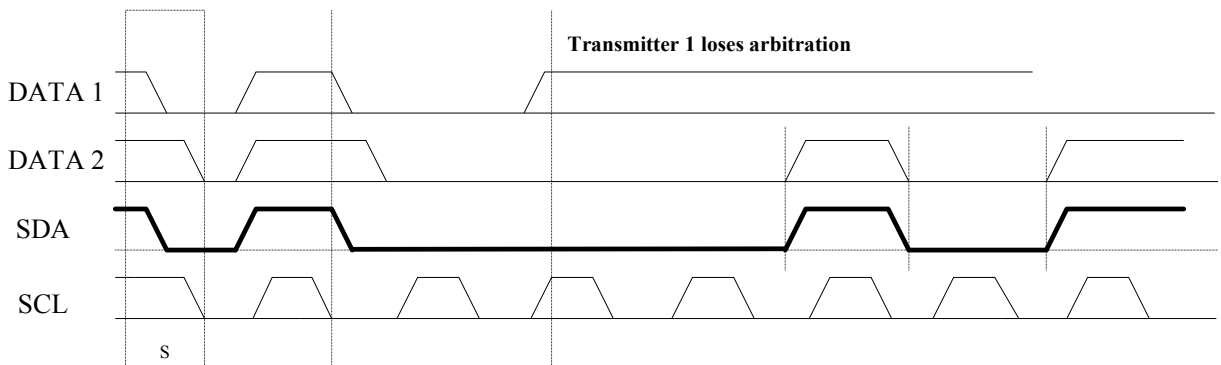 Transmitter 1 loses arbitration
DATA 1
DATA 2
SDA
SCL
S